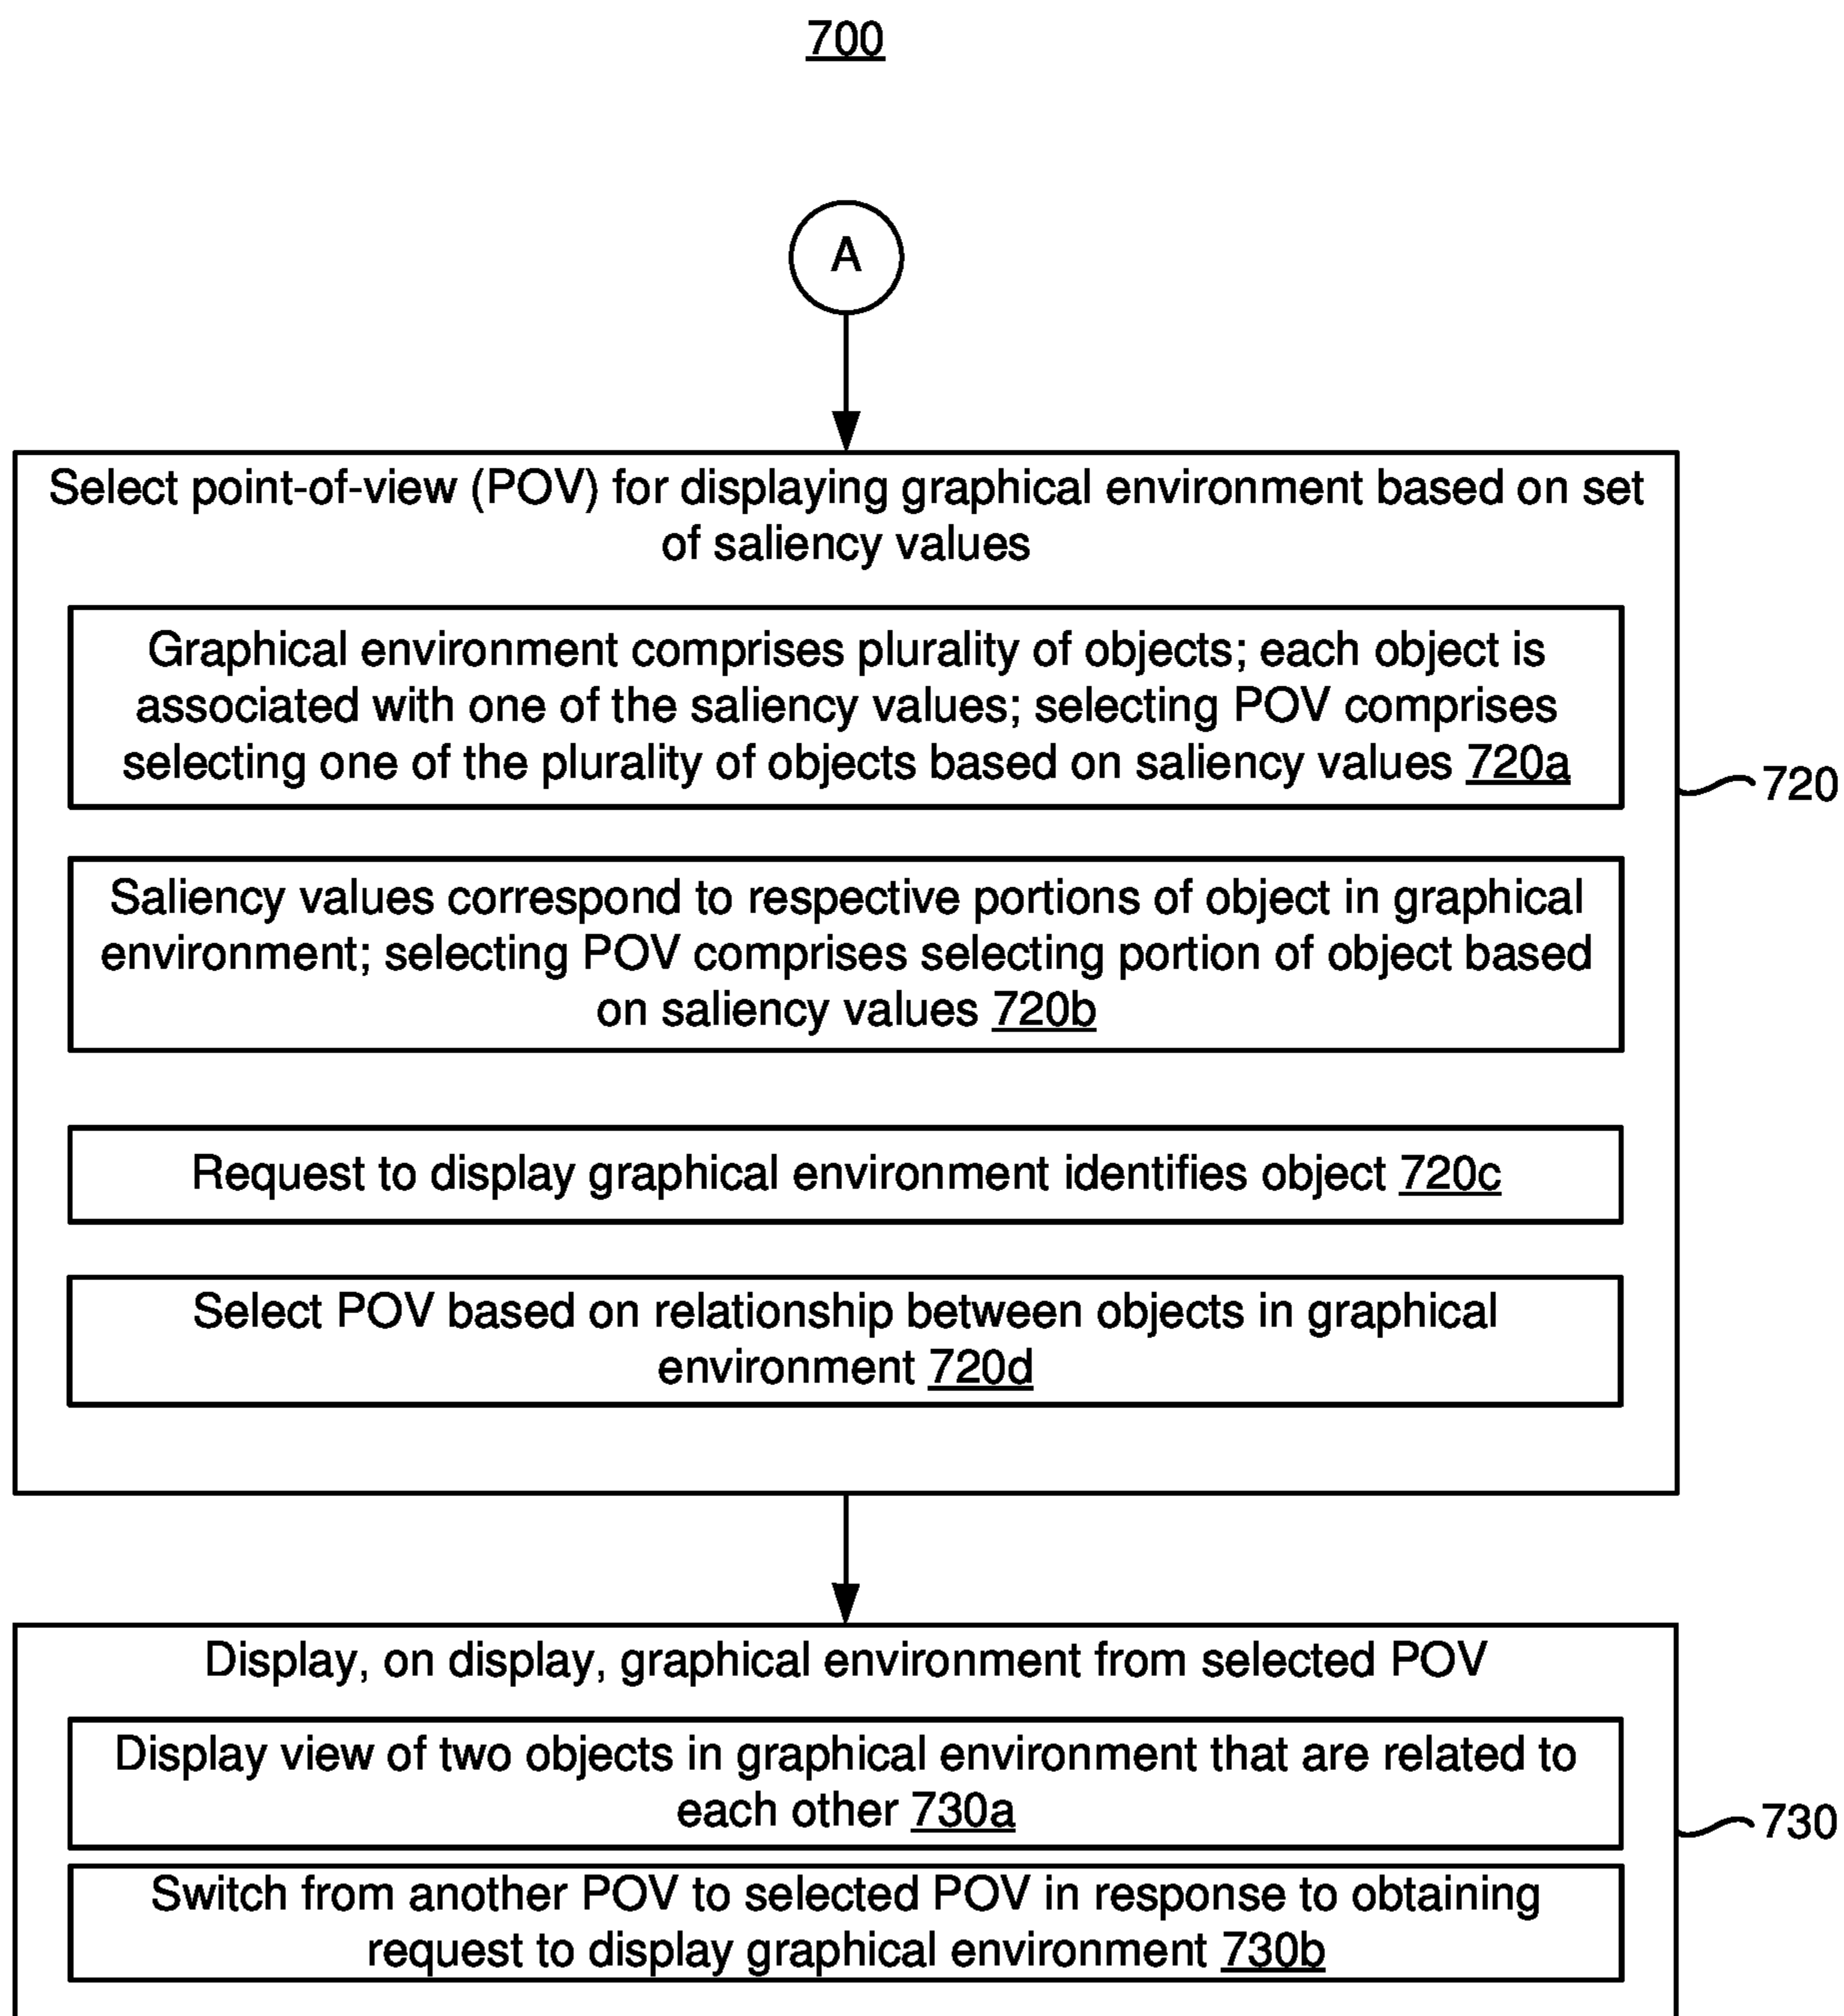 700
A
Select point-of-view (POV) for displaying graphical environment based on set
of saliency values
Graphical environment comprises plurality of objects; each object is
associated with one of the saliency values; selecting POV comprises
selecting one of the plurality of objects based on saliency values 720a
720
Saliency values correspond to respective portions of object in graphical
environment; selecting POV comprises selecting portion of object based
on saliency values 720b
Request to display graphical environment identifies object 720c
Select POV based on relationship between objects in graphical
environment 720d
Display, on display, graphical environment from selected POV
Display view of two objects in graphical environment that are related to
each other 730a
730
Switch from another POV to selected POV in response to obtaining
request to display graphical environment 730b